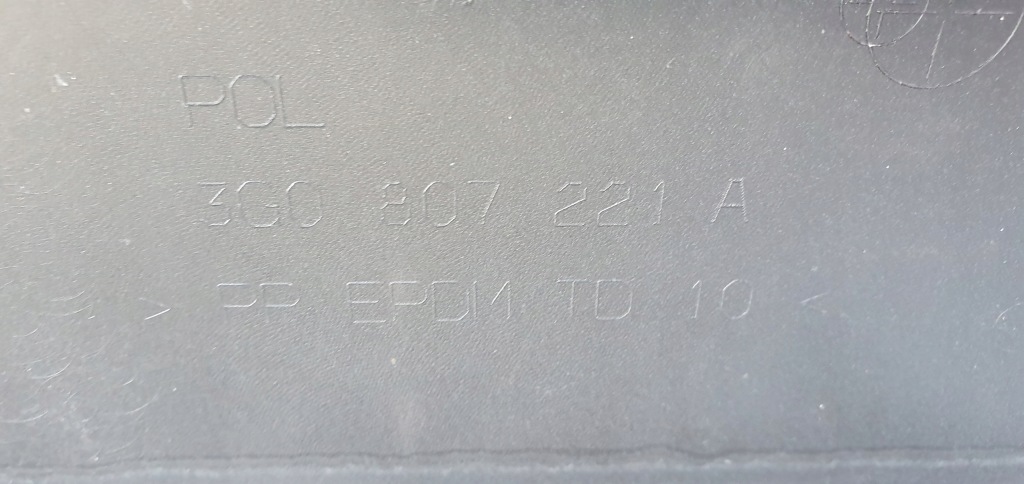 POL
3G0 807 221 A
> PP EPDM TD 10 <